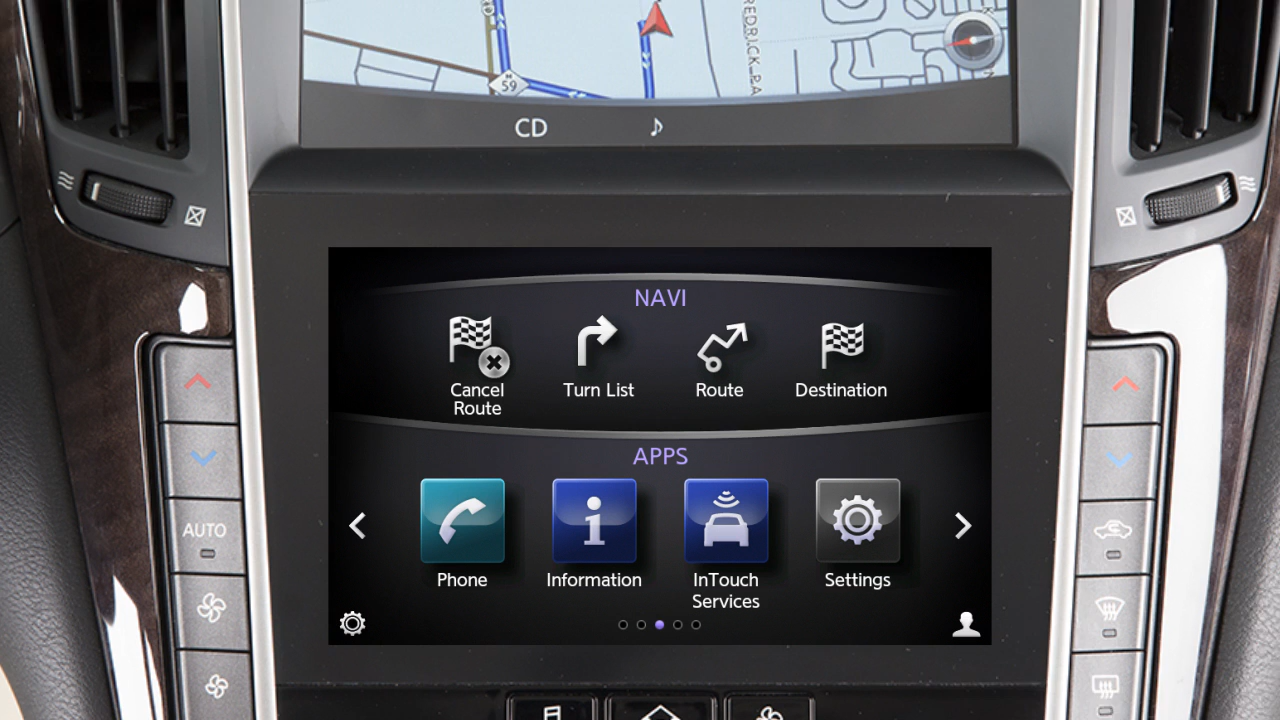 59
CD
NAVI
Cancel
Route
Turn List
Route
Destination
APPS
Phone
Information
InTouch
Services
Settings
AUTO